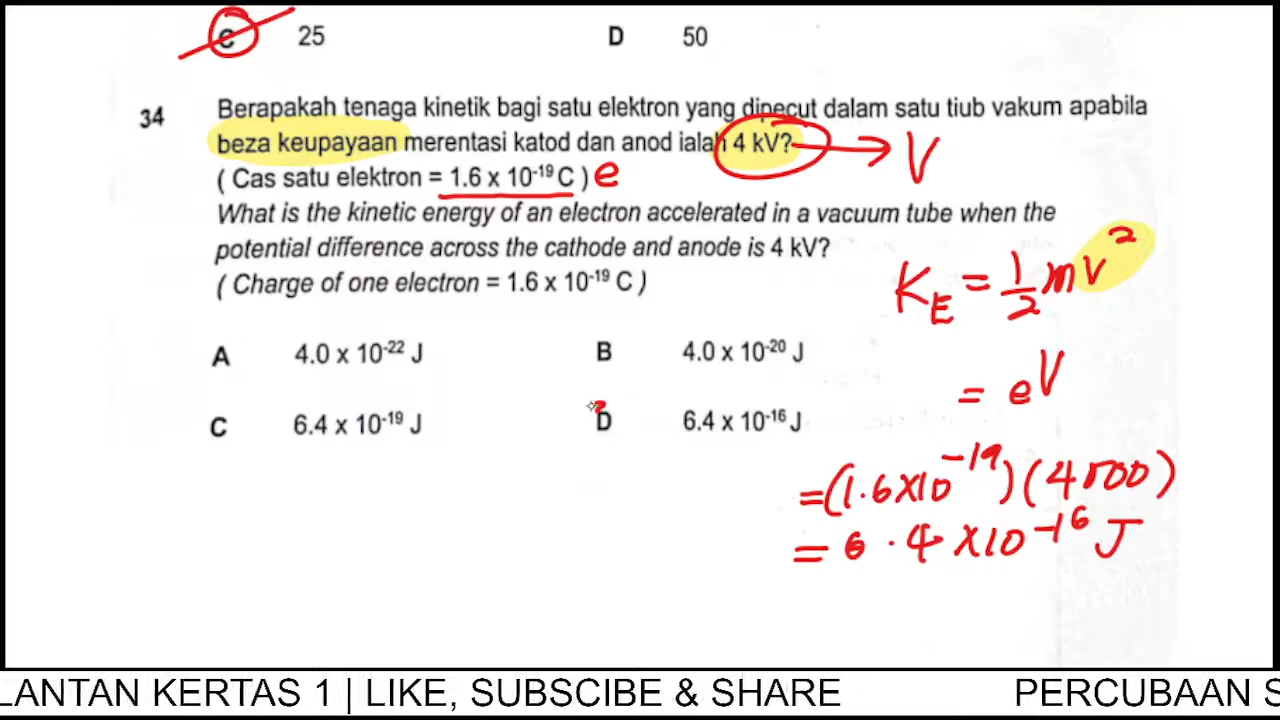 C 25 D 50
34 Berapakah tenaga kinetik bagi satu elektron yang dipecut dalam satu tiub vakum apabila
beza keupayaan merentasi katod dan anod ialah 4 kV? → V
( Cas satu elektron = 1.6 x 10⁻¹⁹ C ) e
What is the kinetic energy of an electron accelerated in a vacuum tube when the
potential difference across the cathode and anode is 4 kV?
( Charge of one electron = 1.6 x 10⁻¹⁹ C )
K_E = ½mv²
A 4.0 x 10⁻²² J B 4.0 x 10⁻²⁰ J
= eV
C 6.4 x 10⁻¹⁹ J D 6.4 x 10⁻¹⁶ J
= (1.6×10⁻¹⁹)(4000)
= 6.4 ×10⁻¹⁶ J
LANTAN KERTAS 1 | LIKE, SUBSCIBE & SHARE PERCUBAAN S